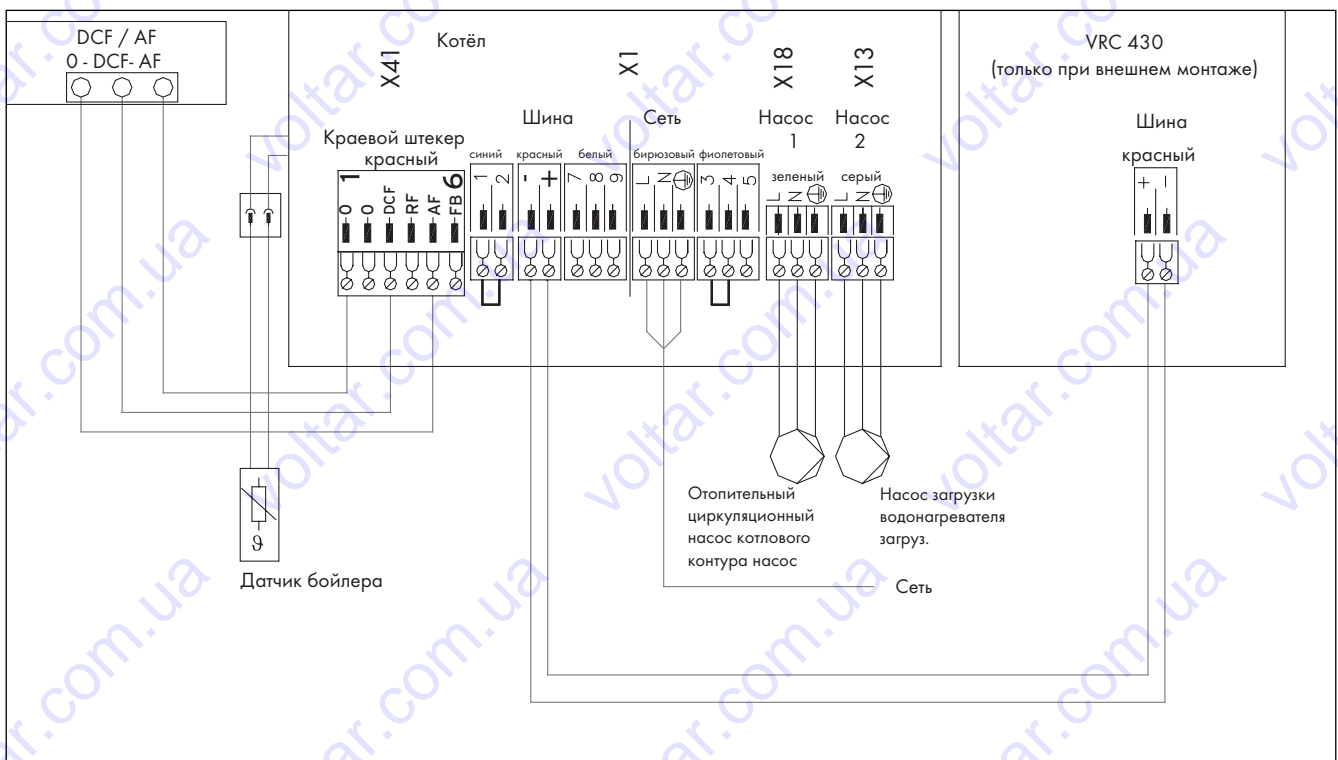 DCF / AF
0 - DCF- AF
Котёл
X41
X1
X18
X13
VRC 430
(только при внешнем монтаже)
Шина
Сеть
Насос
1
Насос
2
Шина
красный
Краевой штекер
красный
синий
красный
белый
бирюзовый
фиолетовый
зеленый
серый
1
0
0
DCF
RF
AF
FB
6
1
2
-
+
7
8
9
L
N
3
4
5
L
N
L
N
+
-
Отопительный
циркуляционный
насос котлового
контура насос
Насос загрузки
водонагревателя
загруз.
ϑ
Датчик бойлера
Сеть
voltar.com.ua